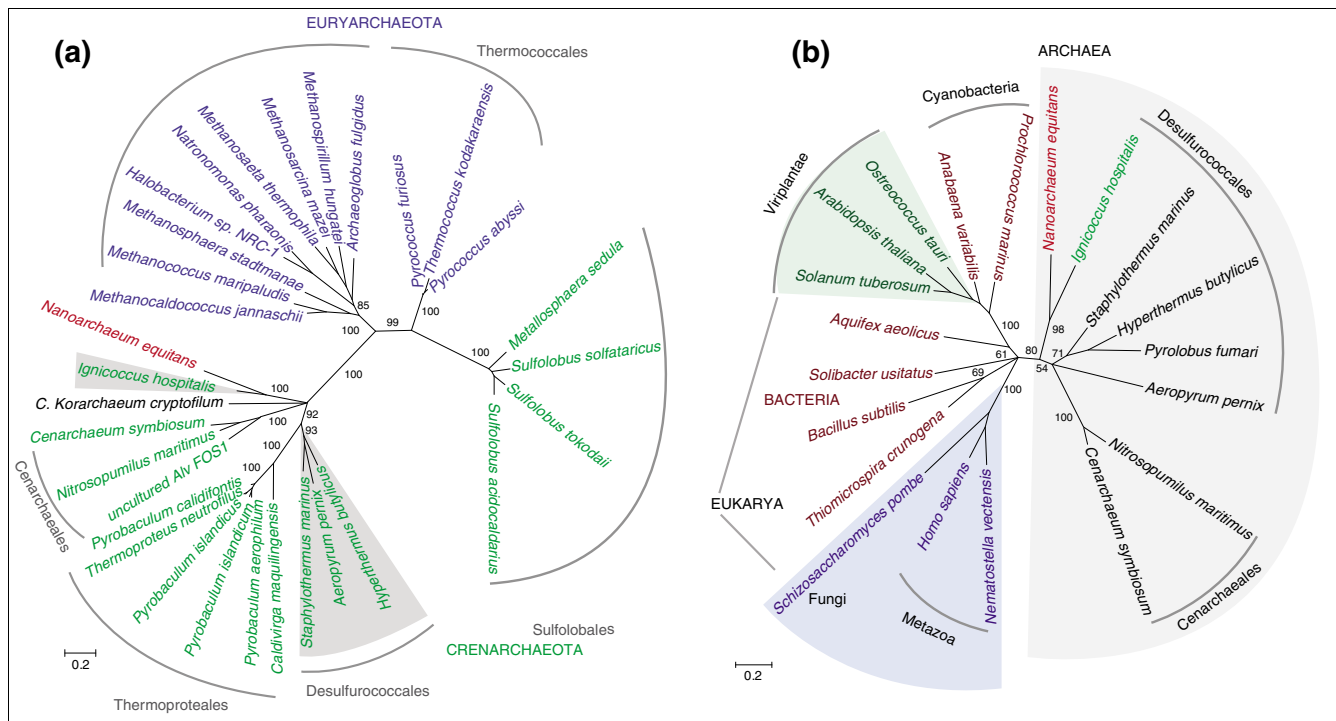 (a)
EURYARCHAEOTA
Thermococcales
Methanocaldococcus jannaschii
Methanococcus maripaludis
Methanosphaera stadtmanae
Halobacterium sp. NRC-1
Natronomonas pharaonis
Methanosaeta thermophila
Methanosarcina mazei
Methanospirillum hungatei
Archaeoglobus fulgidus
Pyrococcus furiosus
Thermococcus kodakaraensis
Pyrococcus abyssi
Metallosphaera sedula
Sulfolobus solfataricus
Sulfolobus tokodaii
Sulfolobus acidocaldarius
Sulfolobales
CRENARCHAEOTA
Nanoarchaeum equitans
Ignicoccus hospitalis
C. Korarchaeum cryptofilum
Cenarchaeum symbiosum
Nitrosopumilus maritimus
uncultured Alv FOS1
Cenarchaeales
Pyrobaculum calidifontis
Thermoproteus neutrofilus
Pyrobaculum islandicus
Pyrobaculum islandicum
Pyrobaculum aerophilum
Caldivirga maquilingensis
Thermoproteales
Staphylothermus marinus
Aeropyrum pernix
Hyperthermus butylicus
Desulfurococcales
85
100
99
100
100
100
100
92
93
100
100
100
0.2
(b)
ARCHAEA
Cyanobacteria
Viriplantae
Ostreococcus tauri
Arabidopsis thaliana
Solanum tuberosum
Anabaena variabilis
Prochlorococcus marinus
Nanoarchaeum equitans
Ignicoccus hospitalis
Desulfurococcales
Staphylothermus marinus
Hyperthermus butylicus
Pyrolobus fumari
Aeropyrum pernix
Nitrosopumilus maritimus
Cenarchaeum symbiosum
Cenarchaeales
Aquifex aeolicus
Solibacter usitatus
BACTERIA
Bacillus subtilis
Thiomicrospira crunogena
EUKARYA
Schizosaccharomyces pombe
Fungi
Homo sapiens
Nematostella vectensis
Metazoa
100
98
61
80
71
54
69
100
100
0.2